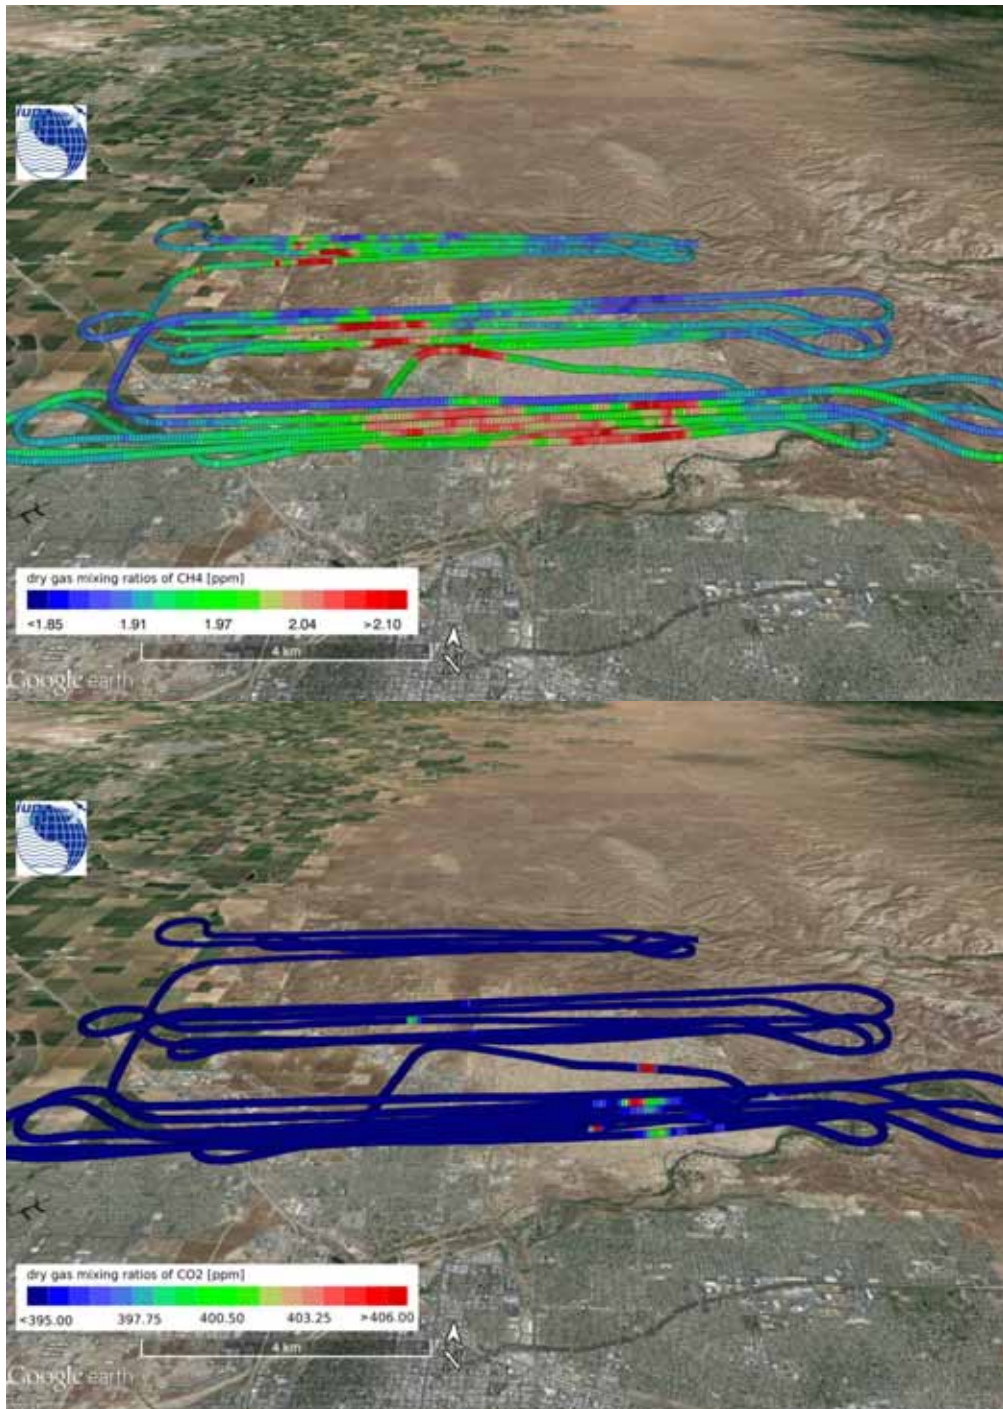 iup
dry gas mixing ratios of CH4 [ppm]
<1.85 1.91 1.97 2.04 >2.10
4 km
Google earth
iup
dry gas mixing ratios of CO2 [ppm]
<395.00 397.75 400.50 403.25 >406.00
4 km
Google earth